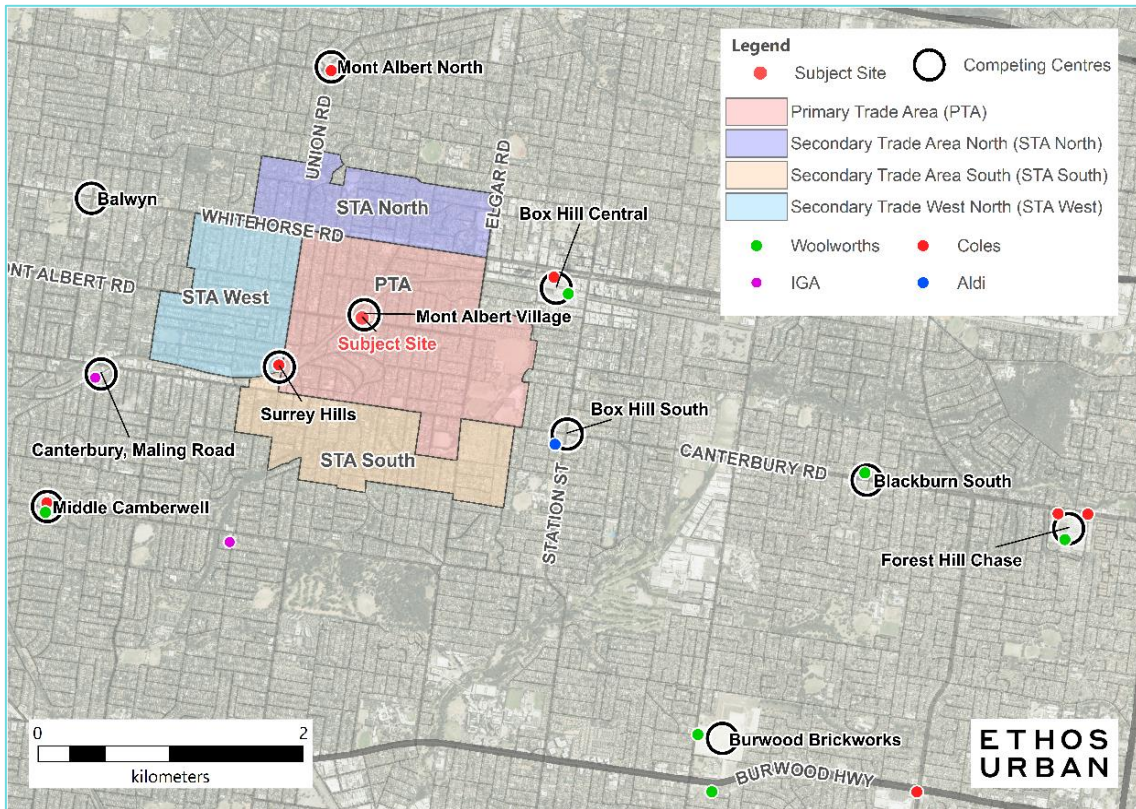 Mont Albert North
UNION RD
ELGAR RD
Balwyn
STA North
WHITEHORSE RD
Box Hill Central
ONT ALBERT RD
STA West
PTA
Mont Albert Village
Subject Site
Surrey Hills
Canterbury, Maling Road
Box Hill South
STA South
CANTERBURY RD
Blackburn South
Middle Camberwell
STATION ST
Forest Hill Chase
Burwood Brickworks
BURWOOD HWY
Legend
Subject Site
Competing Centres
Primary Trade Area (PTA)
Secondary Trade Area North (STA North)
Secondary Trade Area South (STA South)
Secondary Trade West North (STA West)
Woolworths
Coles
IGA
Aldi
0
2
kilometers
ETHOS
URBAN